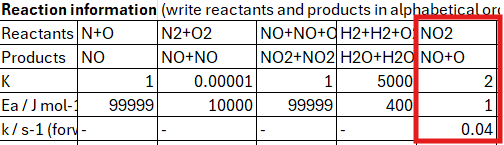 Reaction information (write reactants and products in alphabetical or
Reactants N+O N2+O2 NO+NO+O H2+H2+O NO2
Products NO NO+NO NO2+NO2 H2O+H2O NO+O
K 1 0.00001 1 5000 2
Ea / J mol-1 99999 10000 99999 400 1
k / s-1 (forw - - - - 0.04